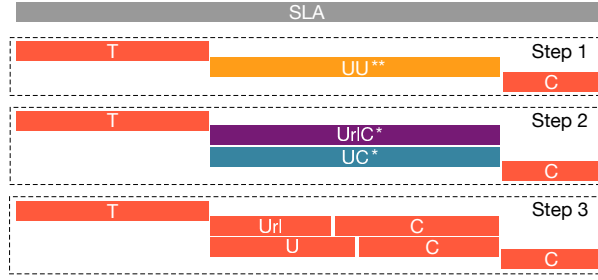 SLA
T
Step 1
UU**
C
T
Step 2
UrlC*
UC*
C
T
Step 3
Url C
U C
C